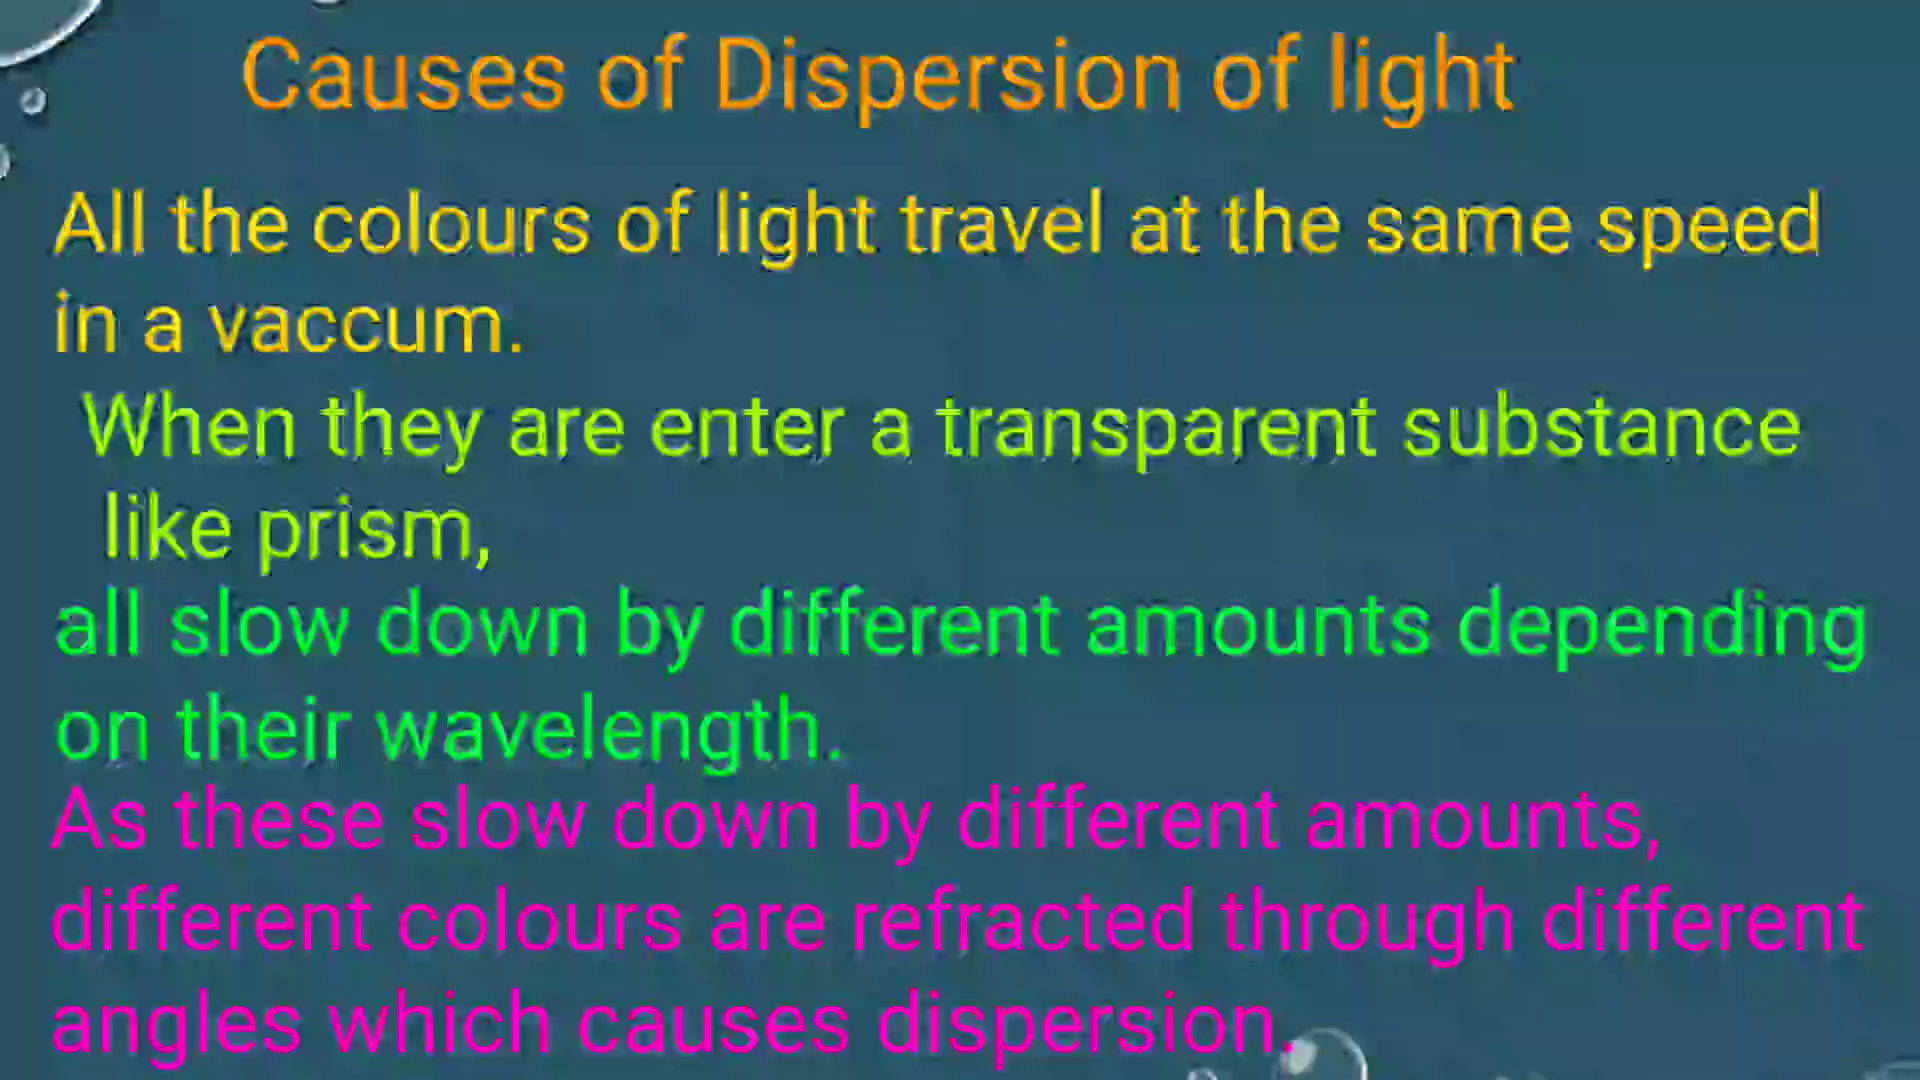 Causes of Dispersion of light
All the colours of light travel at the same speed
in a vaccum.
When they are enter a transparent substance
like prism,
all slow down by different amounts depending
on their wavelength.
As these slow down by different amounts,
different colours are refracted through different
angles which causes dispersion.